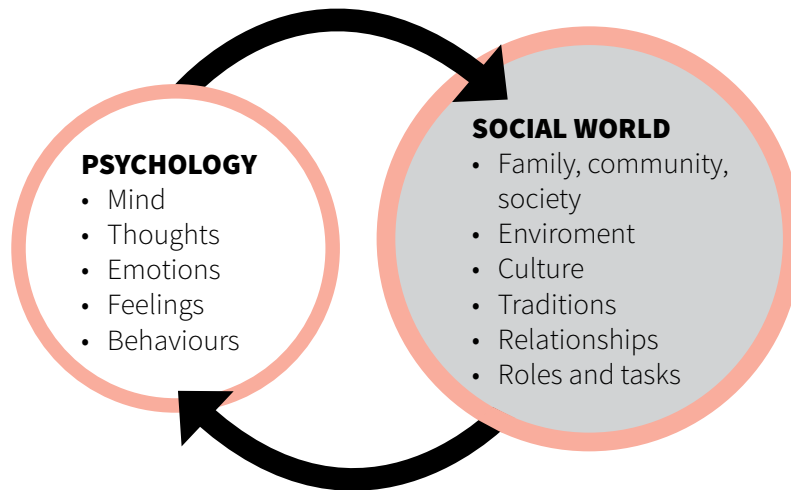 PSYCHOLOGY
• Mind
• Thoughts
• Emotions
• Feelings
• Behaviours
SOCIAL WORLD
• Family, community,
society
• Enviroment
• Culture
• Traditions
• Relationships
• Roles and tasks